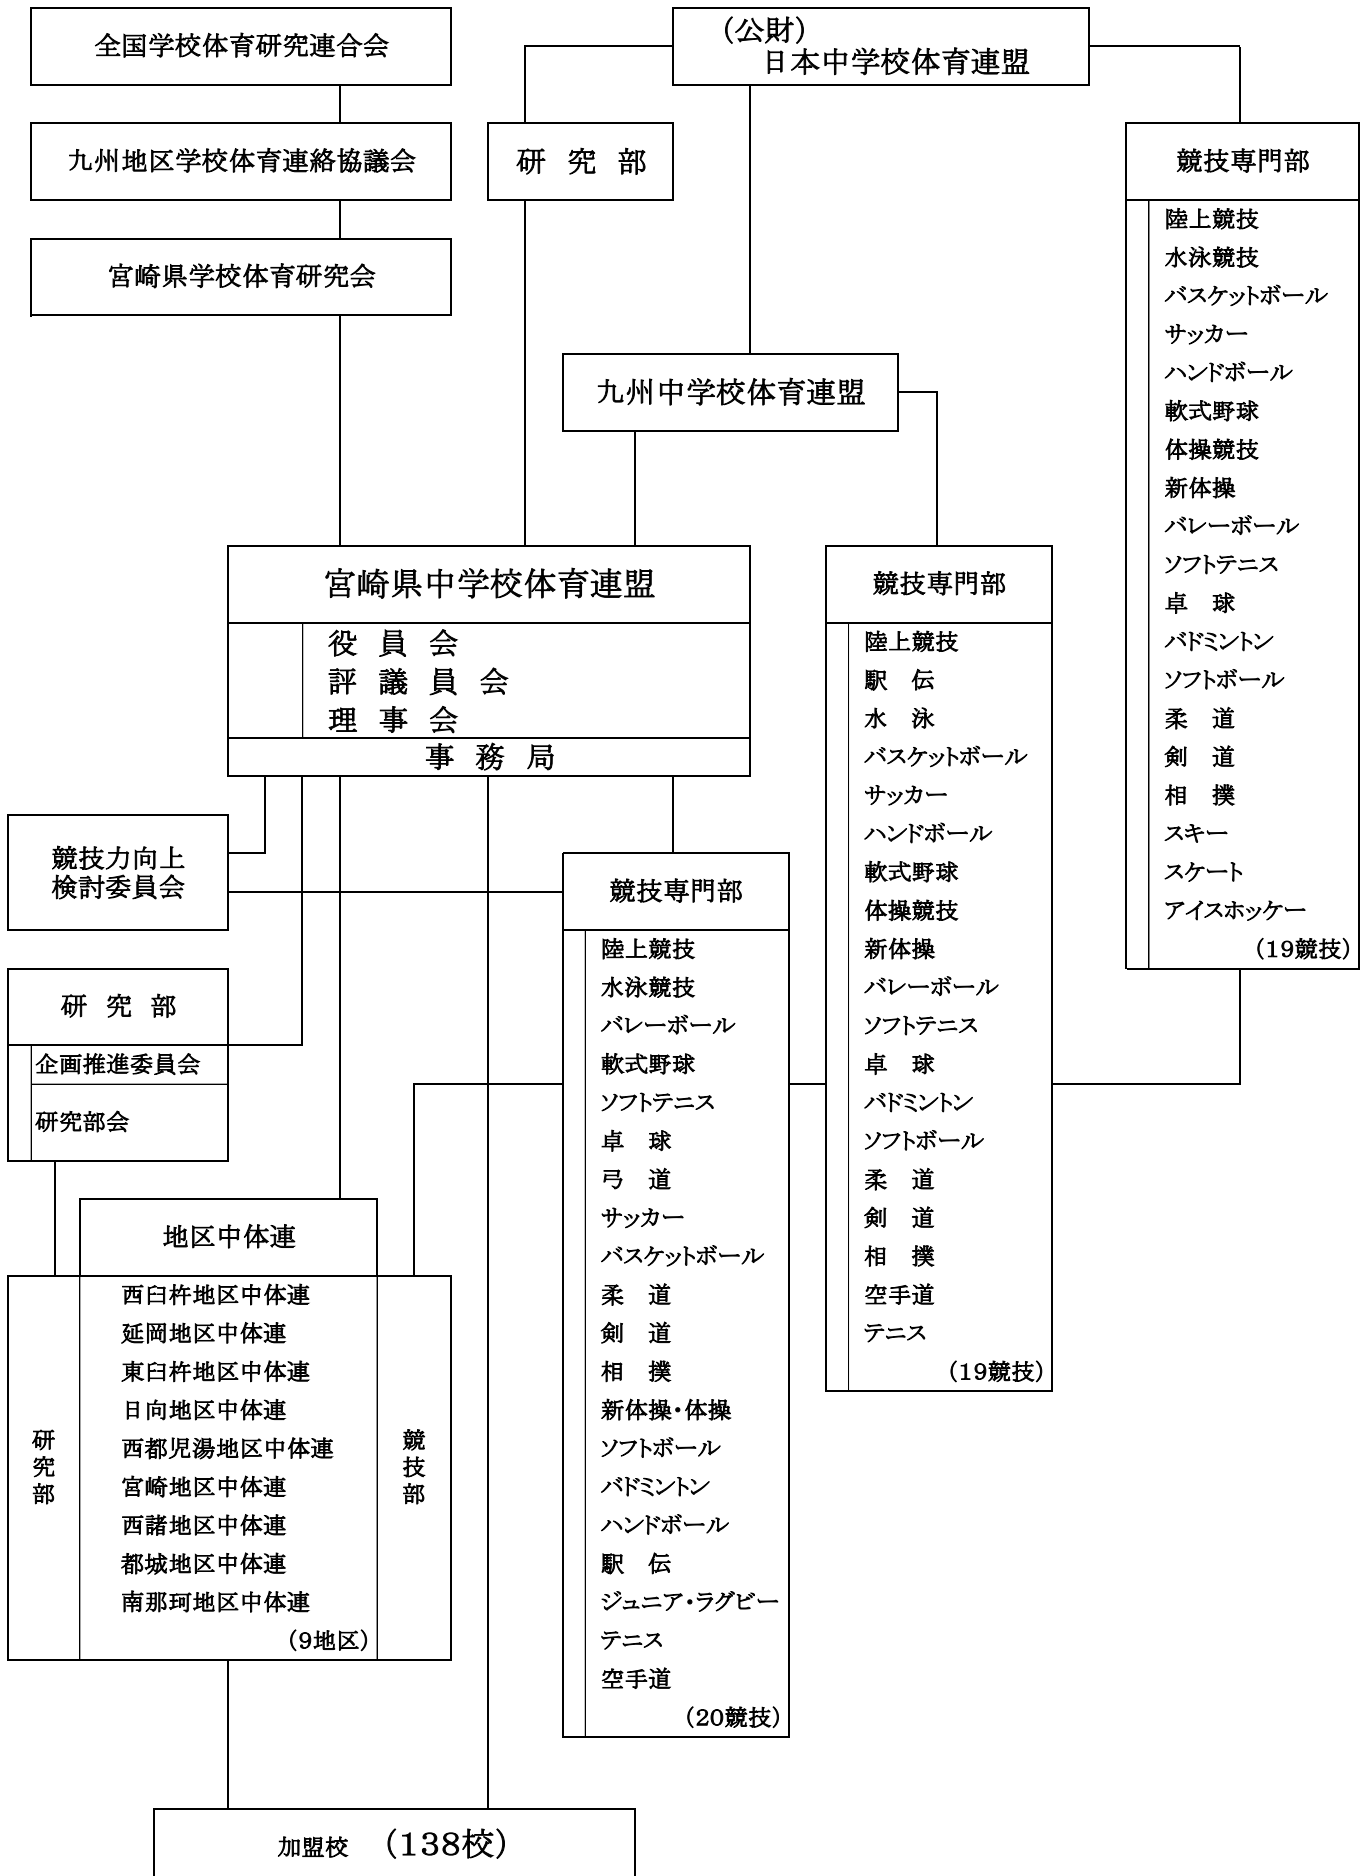 全国学校体育研究連合会
九州地区学校体育連絡協議会
宮崎県学校体育研究会
（公財）
日本中学校体育連盟
研 究 部
競技専門部
陸上競技
水泳競技
バスケットボール
サッカー
ハンドボール
軟式野球
体操競技
新体操
バレーボール
ソフトテニス
卓　球
バドミントン
ソフトボール
柔　道
剣　道
相　撲
スキー
スケート
アイスホッケー
（19競技）
九州中学校体育連盟
競技専門部
陸上競技
駅　伝
水　泳
バスケットボール
サッカー
ハンドボール
軟式野球
体操競技
新体操
バレーボール
ソフトテニス
卓　球
バドミントン
ソフトボール
柔　道
剣　道
相　撲
空手道
テニス
（19競技）
宮崎県中学校体育連盟
役 員 会
評 議 員 会
理 事 会
事 務 局
競技力向上
検討委員会
研 究 部
企画推進委員会
研究部会
競技専門部
陸上競技
水泳競技
バレーボール
軟式野球
ソフトテニス
卓　球
弓　道
サッカー
バスケットボール
柔　道
剣　道
相　撲
新体操・体操
ソフトボール
バドミントン
ハンドボール
駅　伝
ジュニア・ラグビー
テニス
空手道
（20競技）
地区中体連
研究部
西臼杵地区中体連
延岡地区中体連
東臼杵地区中体連
日向地区中体連
西都児湯地区中体連
宮崎地区中体連
西諸地区中体連
都城地区中体連
南那珂地区中体連
（9地区）
競技部
加盟校　（138校）